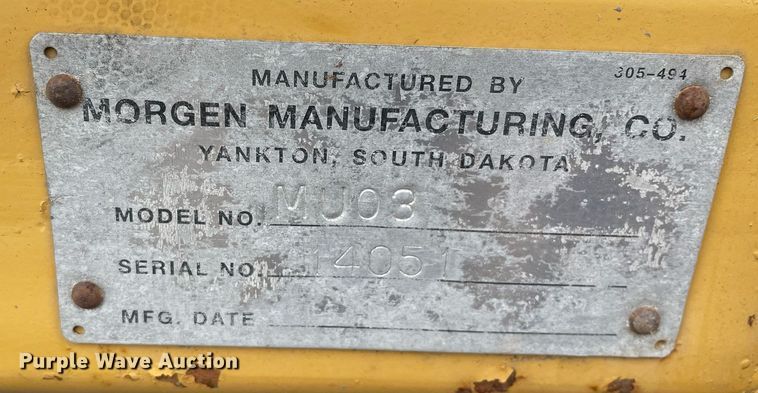 305-494
MANUFACTURED BY
MORGEN MANUFACTURING, CO.
YANKTON, SOUTH DAKOTA
MODEL NO. MU03
SERIAL NO. 14051
MFG. DATE
Purple Wave Auction